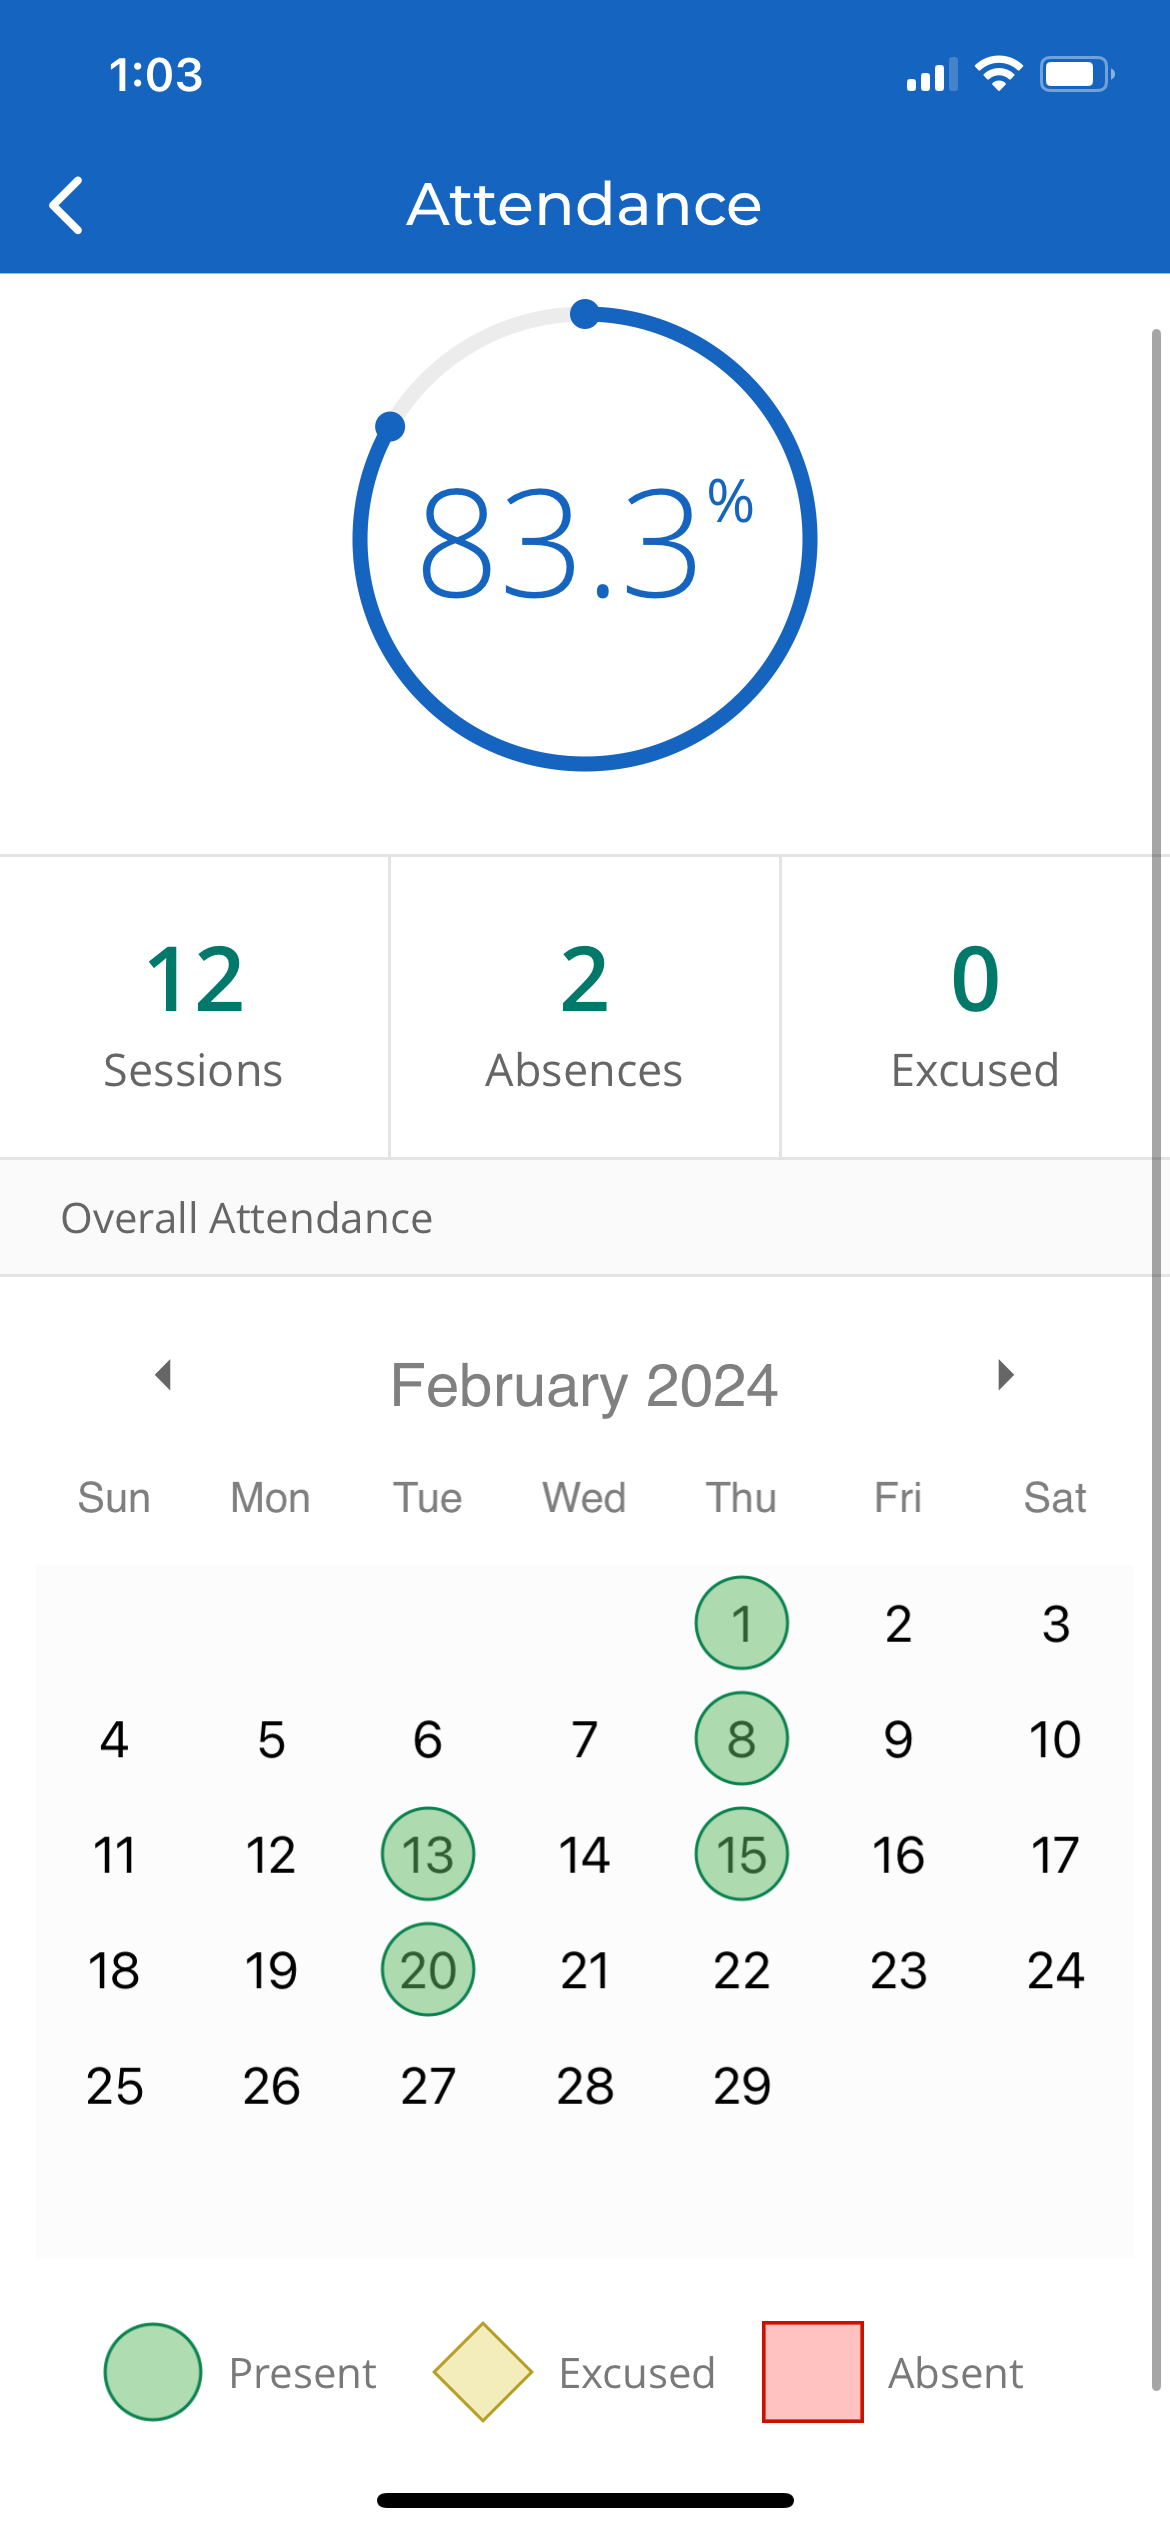 1:03
Attendance
83.3%
12 2 0
Sessions Absences Excused
Overall Attendance
February 2024
Sun Mon Tue Wed Thu Fri Sat
1 2 3
4 5 6 7 8 9 10
11 12 13 14 15 16 17
18 19 20 21 22 23 24
25 26 27 28 29
Present Excused Absent